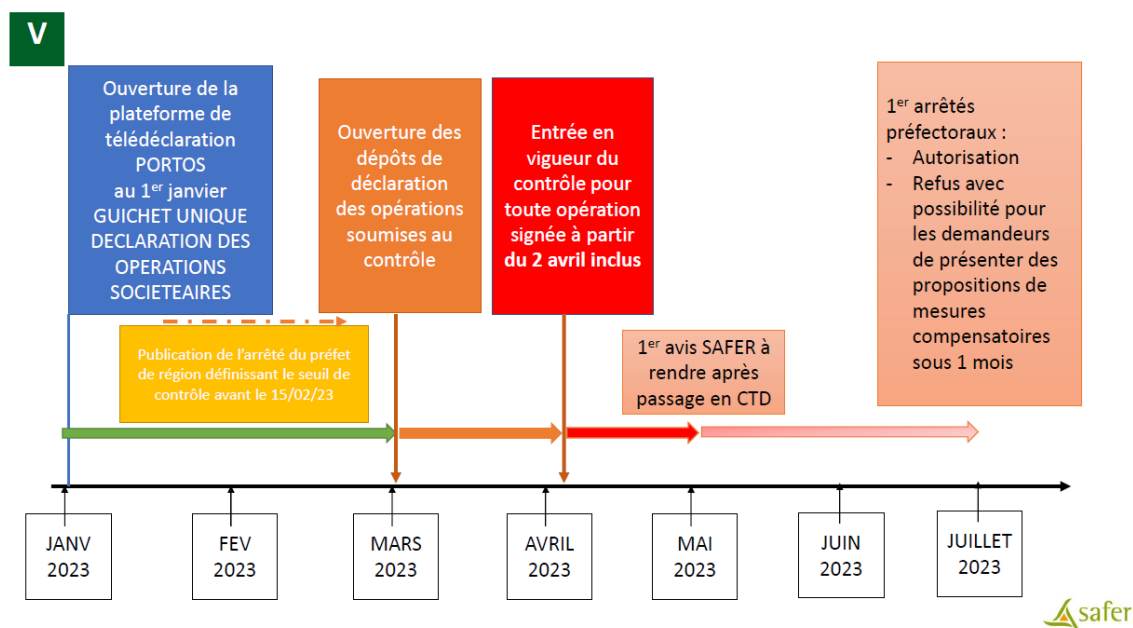 V
Ouverture de la
plateforme de
télédéclaration
PORTOS
au 1er janvier
GUICHET UNIQUE
DECLARATION DES
OPERATIONS
SOCIETEAIRES
Ouverture des
dépôts de
déclaration
des opérations
soumises au
contrôle
Entrée en
vigueur du
contrôle pour
toute opération
signée à partir
du 2 avril inclus
1er arrêtés
préfectoraux :
- Autorisation
- Refus avec
possibilité pour
les demandeurs
de présenter des
propositions de
mesures
compensatoires
sous 1 mois
Publication de l'arrêté du préfet
de région définissant le seuil de
contrôle avant le 15/02/23
1er avis SAFER à
rendre après
passage en CTD
JANV
2023
FEV
2023
MARS
2023
AVRIL
2023
MAI
2023
JUIN
2023
JUILLET
2023
safer